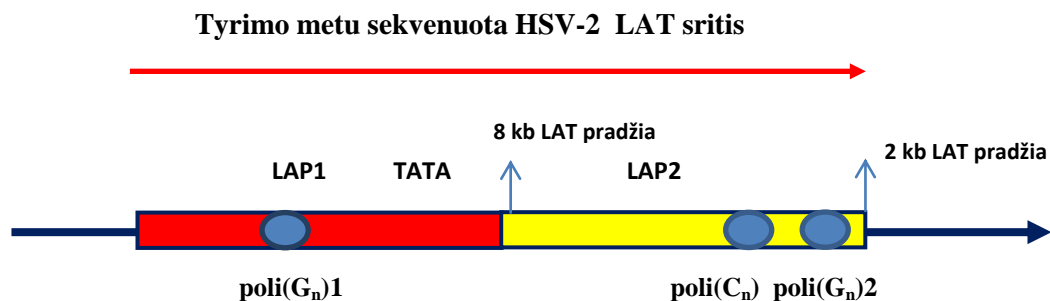 Tyrimo metu sekvenuota HSV-2 LAT sritis
8 kb LAT pradžia
2 kb LAT pradžia
LAP1 TATA LAP2
poli(Gₙ)1 poli(Cₙ) poli(Gₙ)2